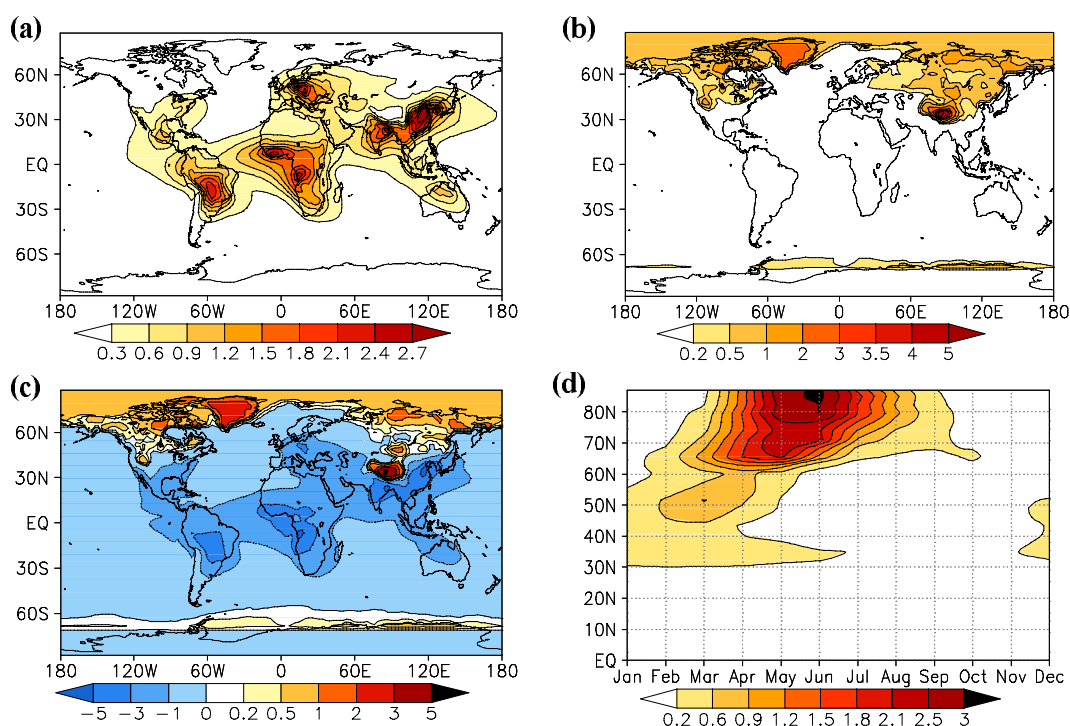 (a) (b)
60N 60N
30N 30N
EQ EQ
30S 30S
60S 60S
180 120W 60W 0 60E 120E 180 180 120W 60W 0 60E 120E 180
0.3 0.6 0.9 1.2 1.5 1.8 2.1 2.4 2.7 0.2 0.5 1 2 3 3.5 4 5
(c) (d)
80N
60N 70N
60N
30N 50N
EQ 40N
30N
30S 20N
60S 10N
EQ
180 120W 60W 0 60E 120E 180 Jan Feb Mar Apr May Jun Jul Aug Sep Oct Nov Dec
-5 -3 -1 0 0.2 0.5 1 2 3 5 0.2 0.6 0.9 1.2 1.5 1.8 2.1 2.5 3